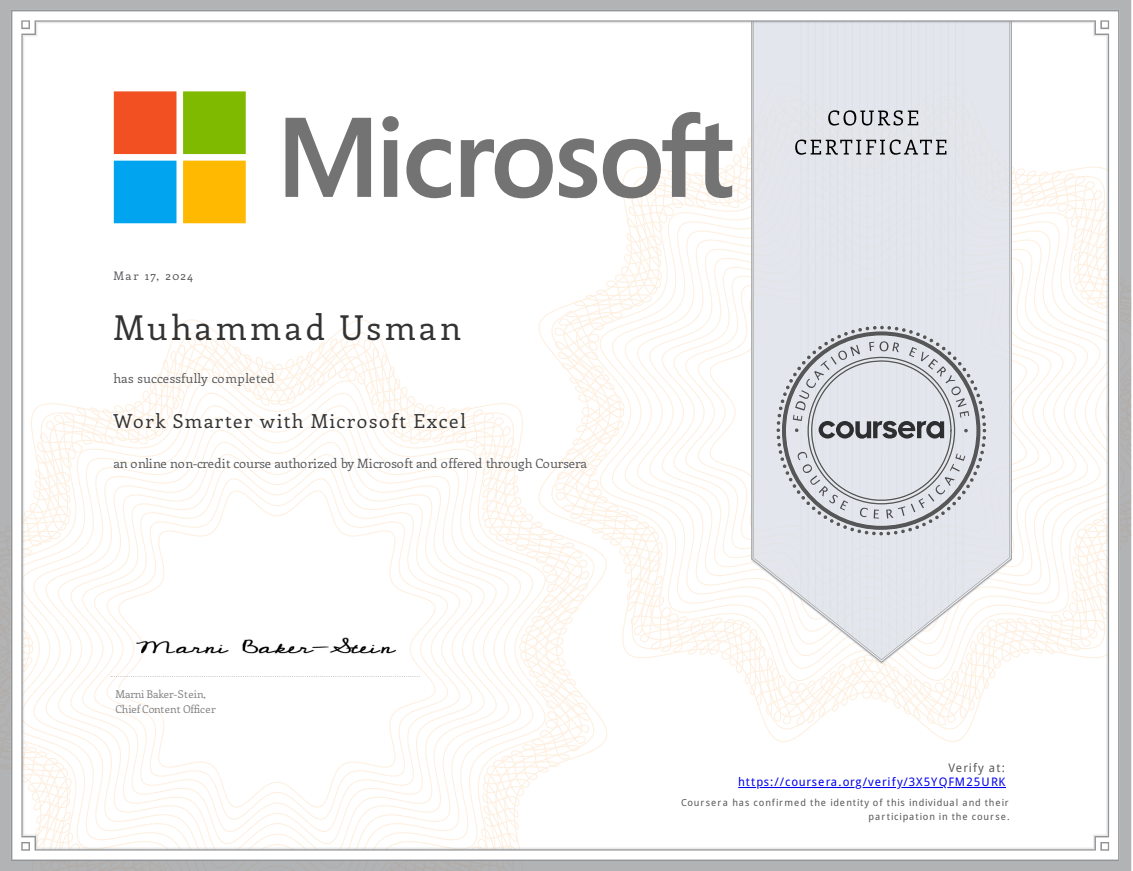 Microsoft
COURSE
CERTIFICATE
Mar 17, 2024
Muhammad Usman
has successfully completed
Work Smarter with Microsoft Excel
an online non-credit course authorized by Microsoft and offered through Coursera
EDUCATION FOR EVERYONE
coursera
COURSE CERTIFICATE
Marni Baker-Stein
Marni Baker-Stein,
Chief Content Officer
Verify at:
https://coursera.org/verify/3X5YQFM25URK
Coursera has confirmed the identity of this individual and their
participation in the course.